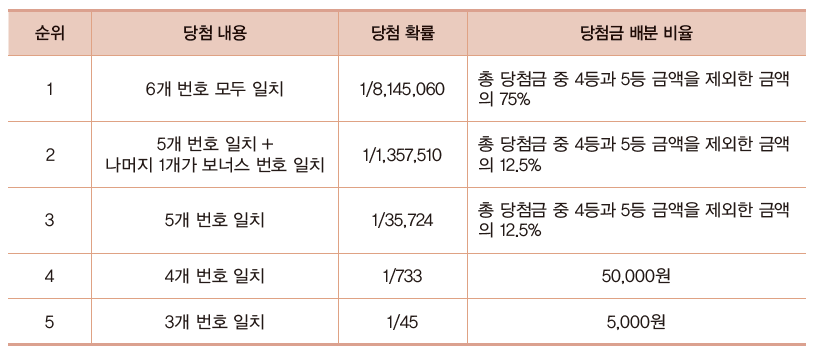 순위 당첨 내용 당첨 확률 당첨금 배분 비율
1 6개 번호 모두 일치 1/8,145,060 총 당첨금 중 4등과 5등 금액을 제외한 금액
의 75%
2 5개 번호 일치 +
나머지 1개가 보너스 번호 일치 1/1,357,510 총 당첨금 중 4등과 5등 금액을 제외한 금액
의 12.5%
3 5개 번호 일치 1/35,724 총 당첨금 중 4등과 5등 금액을 제외한 금액
의 12.5%
4 4개 번호 일치 1/733 50,000원
5 3개 번호 일치 1/45 5,000원